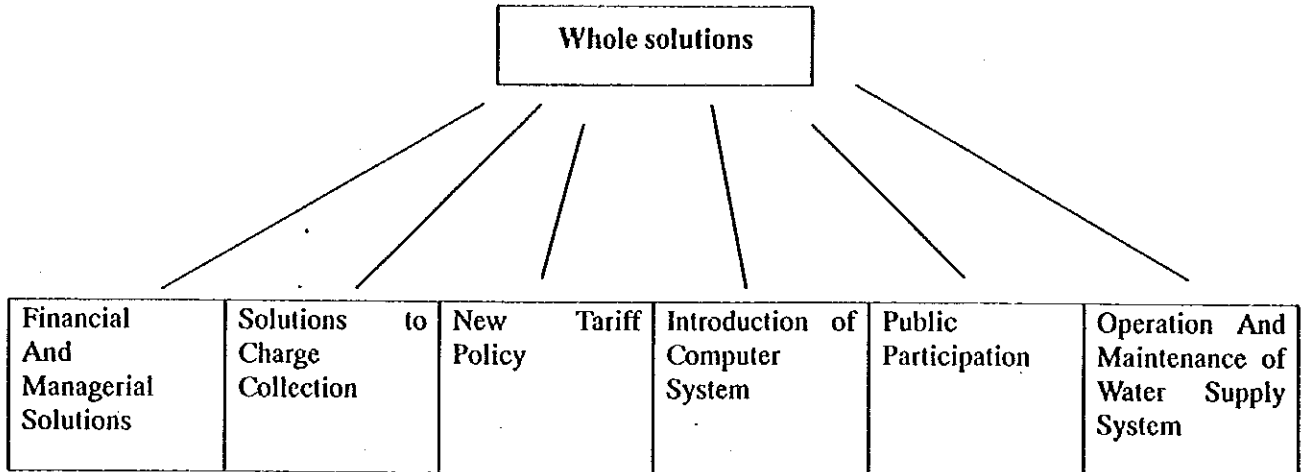 Whole solutions
Financial
And
Managerial
Solutions
Solutions to
Charge
Collection
New Tariff
Policy
Introduction of
Computer
System
Public
Participation
Operation And
Maintenance of
Water Supply
System